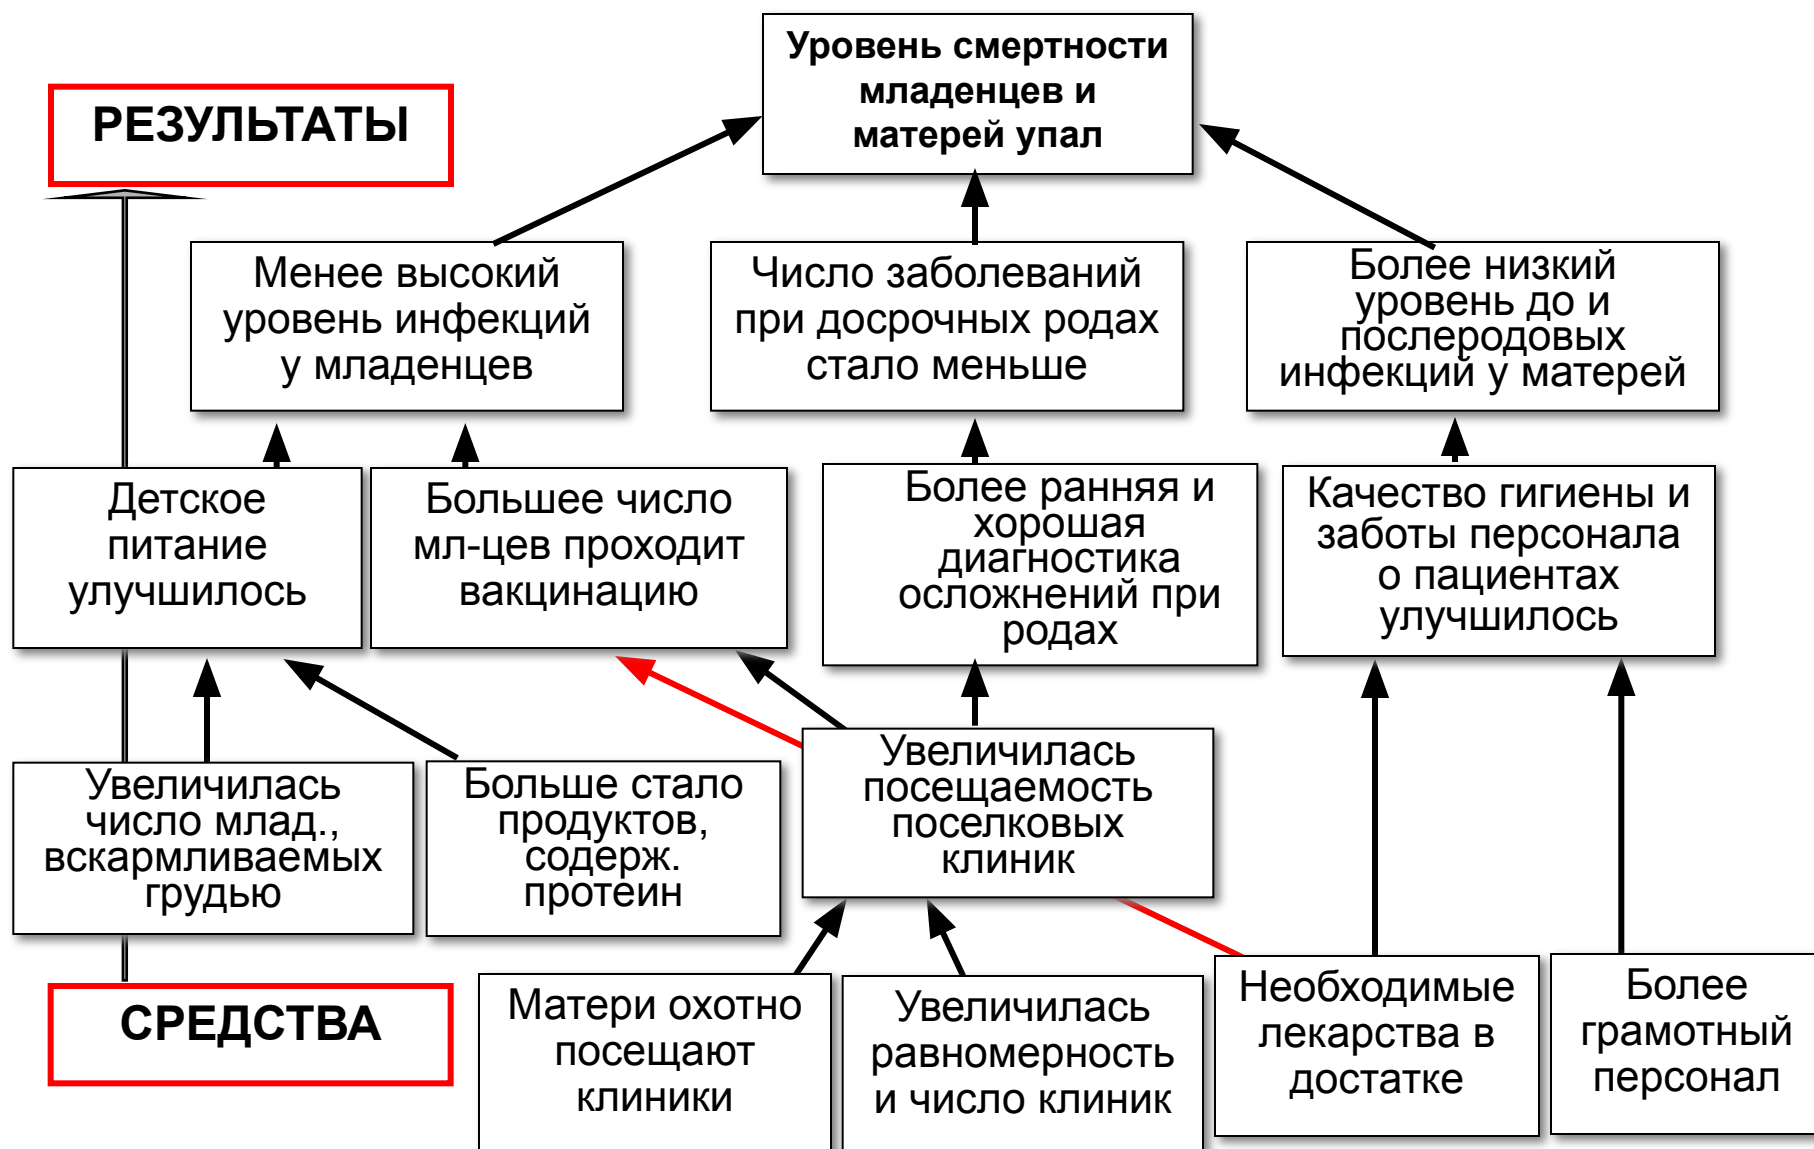 Уровень смертности
младенцев и
матерей упал
РЕЗУЛЬТАТЫ
Менее высокий
уровень инфекций
у младенцев
Число заболеваний
при досрочных родах
стало меньше
Более низкий
уровень до и
послеродовых
инфекций у матерей
Детское
питание
улучшилось
Большее число
мл-цев проходит
вакцинацию
Более ранняя и
хорошая
диагностика
осложнений при
родах
Качество гигиены и
заботы персонала
о пациентах
улучшилось
Увеличилась
число млад.,
вскармливаемых
грудью
Больше стало
продуктов,
содерж.
протеин
Увеличилась
посещаемость
поселковых
клиник
СРЕДСТВА
Матери охотно
посещают
клиники
Увеличилась
равномерность
и число клиник
Необходимые
лекарства в
достатке
Более
грамотный
персонал